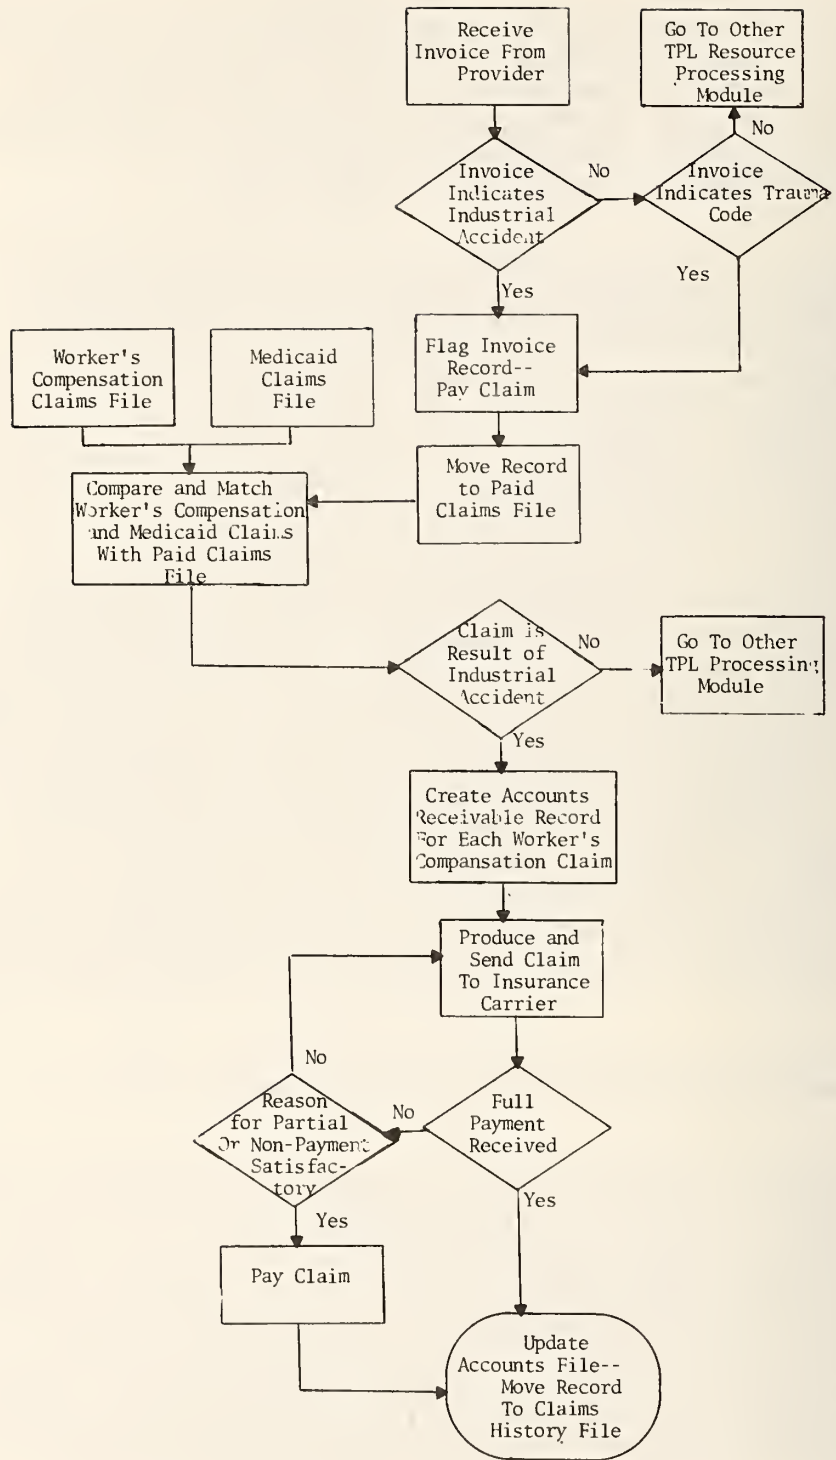 Receive
Invoice From
Provider
Go To Other
TPL Resource
Processing
Module
No
Invoice
Indicates
Industrial
Accident
No
Invoice
Indicates Trauma
Code
Yes
Yes
Worker's
Compensation
Claims File
Medicaid
Claims
File
Flag Invoice
Record--
Pay Claim
Move Record
to Paid
Claims File
Compare and Match
Worker's Compensation
and Medicaid Claims
With Paid Claims
File
Claim is
Result of
Industrial
Accident
No
Go To Other
TPL Processing
Module
Yes
Create Accounts
Receivable Record
For Each Worker's
Compansation Claim
Produce and
Send Claim
To Insurance
Carrier
No
Reason
for Partial
Or Non-Payment
Satisfac-
tory
No
Full
Payment
Received
Yes
Yes
Pay Claim
Update
Accounts File--
Move Record
To Claims
History File